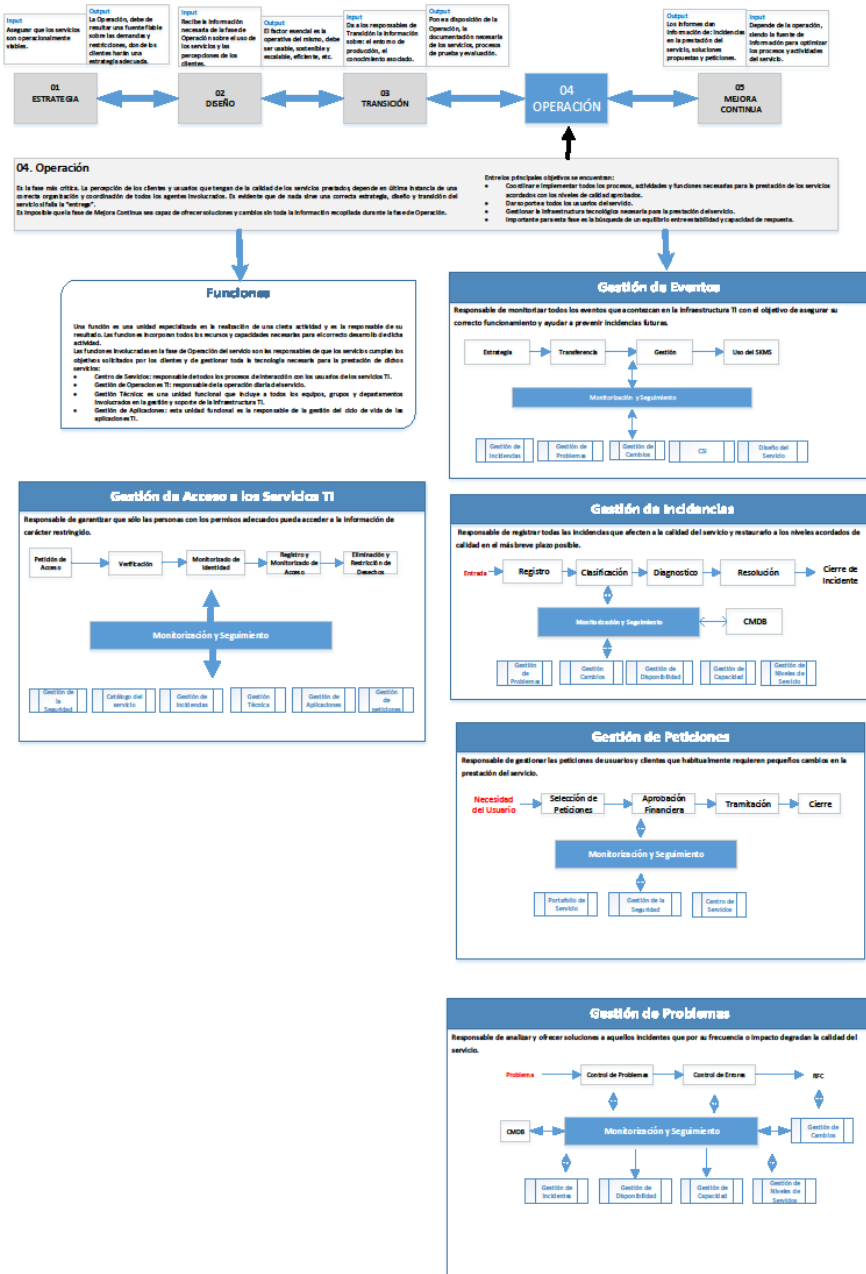 Input
Asegurar que los servicios
son operacionalmente
viables.
Output
La Operación, debe de
resultar una fuente fiable
sobre las demandas y
restricciones, donde los
clientes harán una
estrategia adecuada.
Input
Recibe la información
necesaria de la fase de
Operación sobre el uso de
los servicios y las
percepciones de los
clientes.
Output
El factor esencial es la
operativa del mismo, debe
ser usable, sostenible y
escalable, eficiente, etc.
Input
Da a los responsables de
Transición la información
sobre: el entorno de
producción, el
conocimiento asociado.
Output
Pone a disposición de la
Operación, la
documentación necesaria
de los servicios, procesos
de prueba y evaluación.
Output
Los informes dan
información de: incidencias
en la prestación del
servicio, soluciones
propuestas y peticiones.
Input
Depende de la operación,
siendo la fuente de
información para optimizar
los procesos y actividades
del servicio.
01
ESTRATEGIA
02
DISEÑO
03
TRANSICIÓN
04
OPERACIÓN
05
MEJORA
CONTINUA
04. Operación
Es la fase más crítica. La percepción de los clientes y usuarios que tengan de la calidad de los servicios prestados, depende en última instancia de una
correcta organización y coordinación de todos los agentes involucrados. Es evidente que de nada sirve una correcta estrategia, diseño y transición del
servicio si falla la "entrega".
Es imposible que la fase de Mejora Continua sea capaz de ofrecer soluciones y cambios sin toda la información recopilada durante la fase de Operación.
Entre los principales objetivos se encuentran:
• Coordinar e implementar todos los procesos, actividades y funciones necesarias para la prestación de los servicios
acordados con los niveles de calidad aprobados.
• Dar soporte a todos los usuarios del servicio.
• Gestionar la infraestructura tecnológica necesaria para la prestación del servicio.
• Importante para esta fase es la búsqueda de un equilibrio entre estabilidad y capacidad de respuesta.
Funciones
Una función es una unidad especializada en la realización de una cierta actividad y es la responsable de su
resultado. Las funciones incorporan todos los recursos y capacidades necesarias para el correcto desarrollo de dicha
actividad.
Las funciones involucradas en la fase de Operación del servicio son las responsables de que los servicios cumplan los
objetivos solicitados por los clientes y de gestionar toda la tecnología necesaria para la prestación de dichos
servicios:
• Centro de Servicios: responsable de todos los procesos de interacción con los usuarios de los servicios TI.
• Gestión de Operaciones TI: responsable de la operación diaria del servicio.
• Gestión Técnica: es una unidad funcional que incluye a todos los equipos, grupos y departamentos
involucrados en la gestión y soporte de la infraestructura TI.
• Gestión de Aplicaciones: esta unidad funcional es la responsable de la gestión del ciclo de vida de las
aplicaciones TI.
Gestión de Eventos
Responsable de monitorizar todos los eventos que acontezcan en la infraestructura TI con el objetivo de asegurar su
correcto funcionamiento y ayudar a prevenir incidencias futuras.
Estrategia
Transferencia
Gestión
Uso del SKMS
Monitorización y Seguimiento
Gestión de
Incidencias
Gestión de
Problemas
Gestión de
Cambios
CSI
Diseño del
Servicio
Gestión de Acceso a los Servicios TI
Responsable de garantizar que sólo las personas con los permisos adecuados pueda acceder a la información de
carácter restringido.
Petición de
Acceso
Verificación
Monitorizado de
Identidad
Registro y
Monitorizado de
Acceso
Eliminación y
Restricción de
Derechos
Monitorización y Seguimiento
Gestión de
la
Seguridad
Catálogo del
servicio
Gestión de
Incidencias
Gestión
Técnica
Gestión de
Aplicaciones
Gestión
de
peticiones
Gestión de Incidencias
Responsable de registrar todas las incidencias que afecten a la calidad del servicio y restaurarlo a los niveles acordados de
calidad en el más breve plazo posible.
Entrada
Registro
Clasificación
Diagnostico
Resolución
Cierre de
Incidente
Monitorización y Seguimiento
CMDB
Gestión
de
Problemas
Gestión
Cambios
Gestión de
Disponibilidad
Gestión de
Capacidad
Gestión de
Niveles de
Servicio
Gestión de Peticiones
Responsable de gestionar las peticiones de usuarios y clientes que habitualmente requieren pequeños cambios en la
prestación del servicio.
Necesidad
del Usuario
Selección de
Peticiones
Aprobación
Financiera
Tramitación
Cierre
Monitorización y Seguimiento
Portafolio de
Servicio
Gestión de la
Seguridad
Centro de
Servicios
Gestión de Problemas
Responsable de analizar y ofrecer soluciones a aquellos incidentes que por su frecuencia o impacto degradan la calidad del
servicio.
Problema
Control de Problemas
Control de Errores
RFC
CMDB
Monitorización y Seguimiento
Gestión de
Cambios
Gestión de
Incidentes
Gestión de
Disponibilidad
Gestión de
Capacidad
Gestión de
Niveles de
Servicios